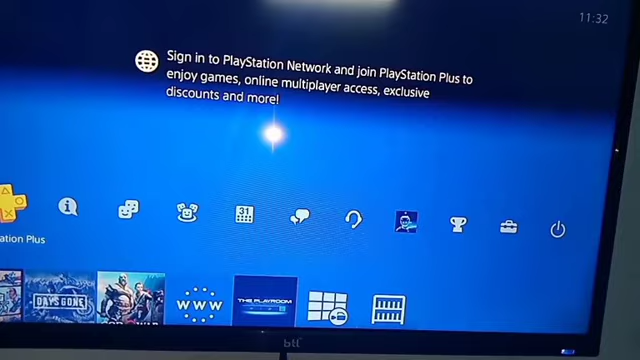 11:32
Sign in to PlayStation Network and join PlayStation Plus to
enjoy games, online multiplayer access, exclusive
discounts and more!
31
ation Plus
DAYS GONE
WWW
THE PLAYROOM